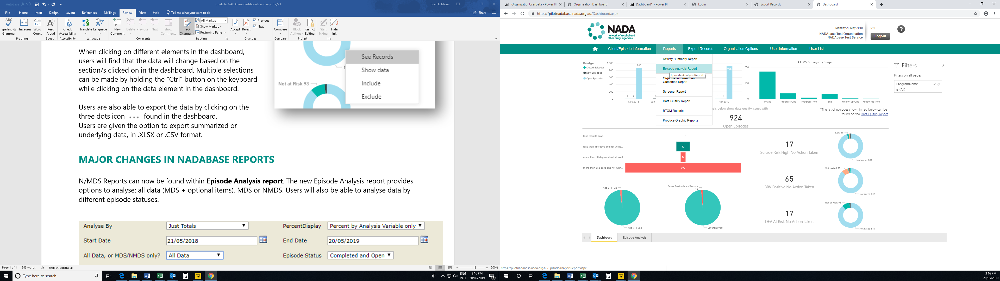 AutoSave Off
Guide to NADAbase dashboards and reports_SH
Sue Hailstone
File Home Insert Design Layout References Mailings Review View Help Tell me what you want to do
Share
Spelling & Grammar
Thesaurus
Word Count
Read Aloud
Check Accessibility
Translate
Language
New Comment
Delete
Previous
Next
Show Comments
Track Changes
All Markup
Show Markup
Reviewing Pane
Accept
Reject
Previous
Next
Compare
Block Authors
Restrict Editing
Start Inking
Hide Ink
Proofing Speech Accessibility Language Comments Tracking Changes Compare Protect Ink
When clicking on different elements in the dashboard,
users will find that the data will change based on the
section/s clicked on in the dashboard. Multiple selections
can be made by holding the “Ctrl” button on the keyboard
while clicking on the data element in the dashboard.
Users are also able to export the data by clicking on the
three dots icon ... found in the dashboard.
Users are given the option to export summarized or
underlying data, in .XLSX or .CSV format.
See Records
Show data
Include
Exclude
Not at Risk 93
MAJOR CHANGES IN NADABASE REPORTS
N/MDS Reports can now be found within Episode Analysis report. The new Episode Analysis report provides
options to analyse: all data (MDS + optional items), MDS or NMDS. Users will also be able to analyse data by
different episode statuses.
Analyse By Just Totals PercentDisplay Percent by Analysis Variable only
Start Date 21/05/2018 End Date 20/05/2019
All Data, or MDS/NMDS only? All Data Episode Status Completed and Open
Page 1 of 1 345 words English (Australia)
200%
Type here to search
ENG
INTL
3:16 PM
20/05/2019
7
OrganisationUserData - Power BI
Organisation Dashboard
Dashboard1 - Power BI
Login
Export Records
Dashboard
https://pilotnadabase.nada.org.au/Dashboard.aspx
NADA
network of alcohol and
other drugs agencies
Monday,20 May 2019
NADAbase Test Organisation
NADAbase Test Service
test
Logout
?
Client/Episode Information Reports Export Records Organisation Options User Information User List
Activity Summary Report
Episode Analysis Report
Episode Analysis Report
Organisation Treatment
Outcomes Report
Screener Report
Data Quality Report
BTOM Reports
Produce Graphic Reports
DataType
Closed Episodes
New Episodes
Open Episodes
1,000
800
600
400
200
0
868
1 4
Dec 2018
Jan
1
925
1 1
Apr 2019
COMS Surveys by Stage
200
100
0
Intake Progress One Progress Two Exit Follow-up One Follow-up Two
Filters
Filters on all pages
ProgramName
is (All)
als below show data quality issues with
924
Open Episodes
*The list of episodes shown in red below can be
found on the Data Quality report
less than 31 days 1
less than 365 days and not withd... 92
more than 30 days and withdrawal 34
more than 365 days and not with... 797
17
Suicide Risk High No Action Taken
Low 18
Not rated 881
65
BBV Positive No Action Taken
Not tested 77
Not rated 816
17
DFV At Risk No Action Taken
Not at Risk 93
Not rated 817
Age 0-11 22
Age >11 902
Same Postcode as Service
14
Different 910
Dashboard Episode Analysis
https://pilotnadabase.nada.org.au/EpisodeAnalysisReport.aspx
3:16 PM
20/05/2019